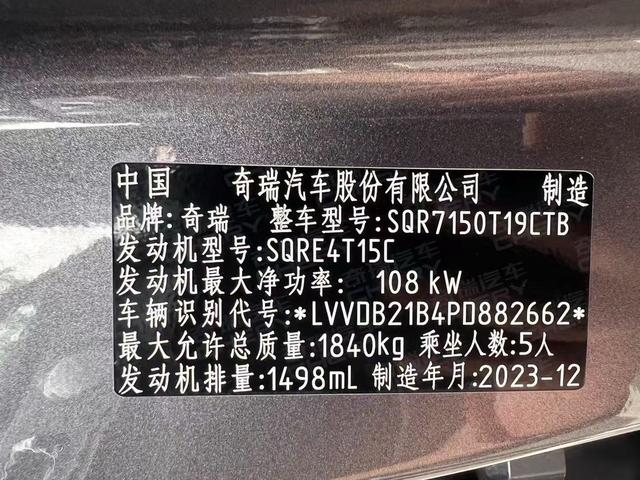 中国 奇瑞汽车股份有限公司 制造
品牌:奇瑞 整车型号:SQR7150T19CTB
发动机型号:SQRE4T15C
发动机最大净功率: 108 kW
车辆识别代号:*LVVDB21B4PD882662*
最大允许总质量:1840kg 乘坐人数:5人
发动机排量:1498mL 制造年月:2023-12